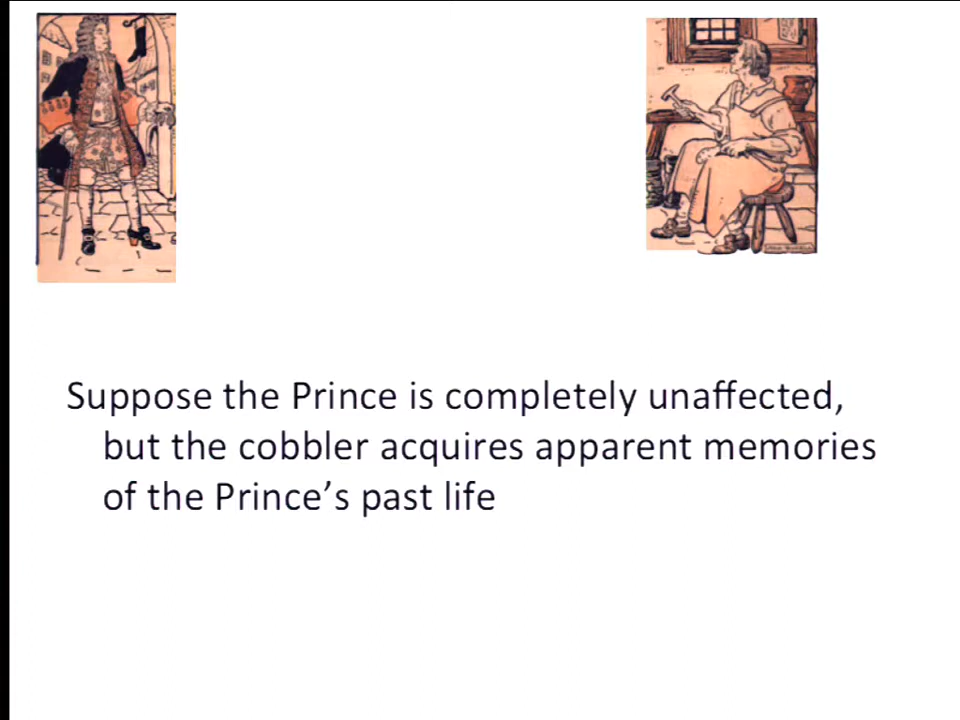 Suppose the Prince is completely unaffected,
but the cobbler acquires apparent memories
of the Prince’s past life